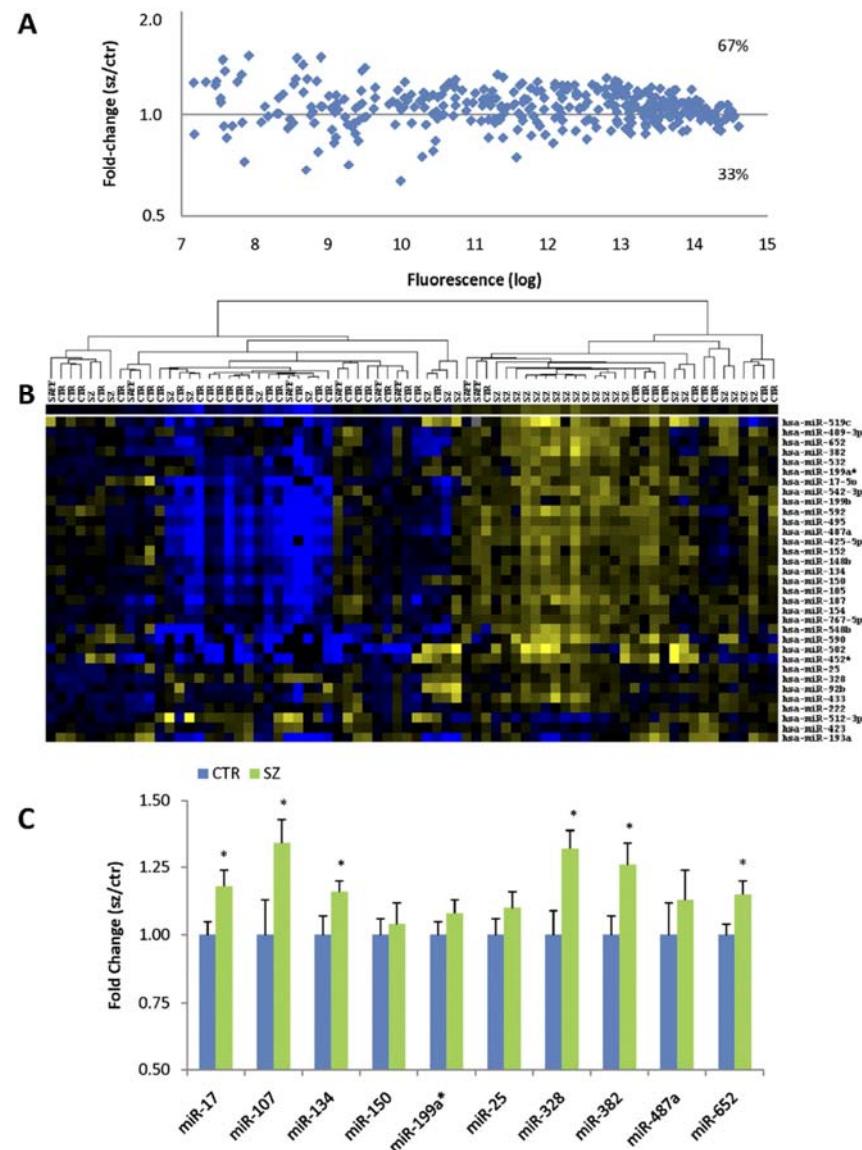 A
Fold-change (sz/ctr)
2.0
67%
1.0
33%
0.5
7 8 9 10 11 12 13 14 15
Fluorescence (log)
B
hsa-miR-519c
hsa-miR-489-3p
hsa-miR-652
hsa-miR-382
hsa-miR-532
hsa-miR-199a*
hsa-miR-17-5p
hsa-miR-542-3p
hsa-miR-199b
hsa-miR-592
hsa-miR-495
hsa-miR-487a
hsa-miR-425-5p
hsa-miR-152
hsa-miR-148b
hsa-miR-134
hsa-miR-150
hsa-miR-105
hsa-miR-187
hsa-miR-154
hsa-miR-767-5p
hsa-miR-548b
hsa-miR-590
hsa-miR-502
hsa-miR-452*
hsa-miR-25
hsa-miR-328
hsa-miR-92b
hsa-miR-433
hsa-miR-222
hsa-miR-512-3p
hsa-miR-423
hsa-miR-193a
CTR SZ
C
Fold Change (sz/ctr)
1.50
1.25
1.00
0.75
0.50
* * * * * *
miR-17 miR-107 miR-134 miR-150 miR-199a* miR-25 miR-328 miR-382 miR-487a miR-652